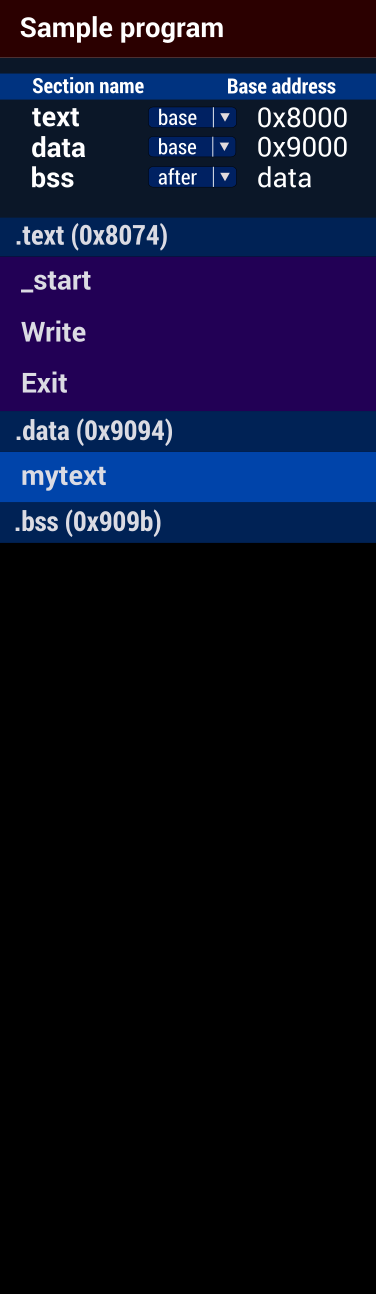 Sample program
Section name Base address
text base ▼ 0x8000
data base ▼ 0x9000
bss after ▼ data
.text (0x8074)
_start
Write
Exit
.data (0x9094)
mytext
.bss (0x909b)